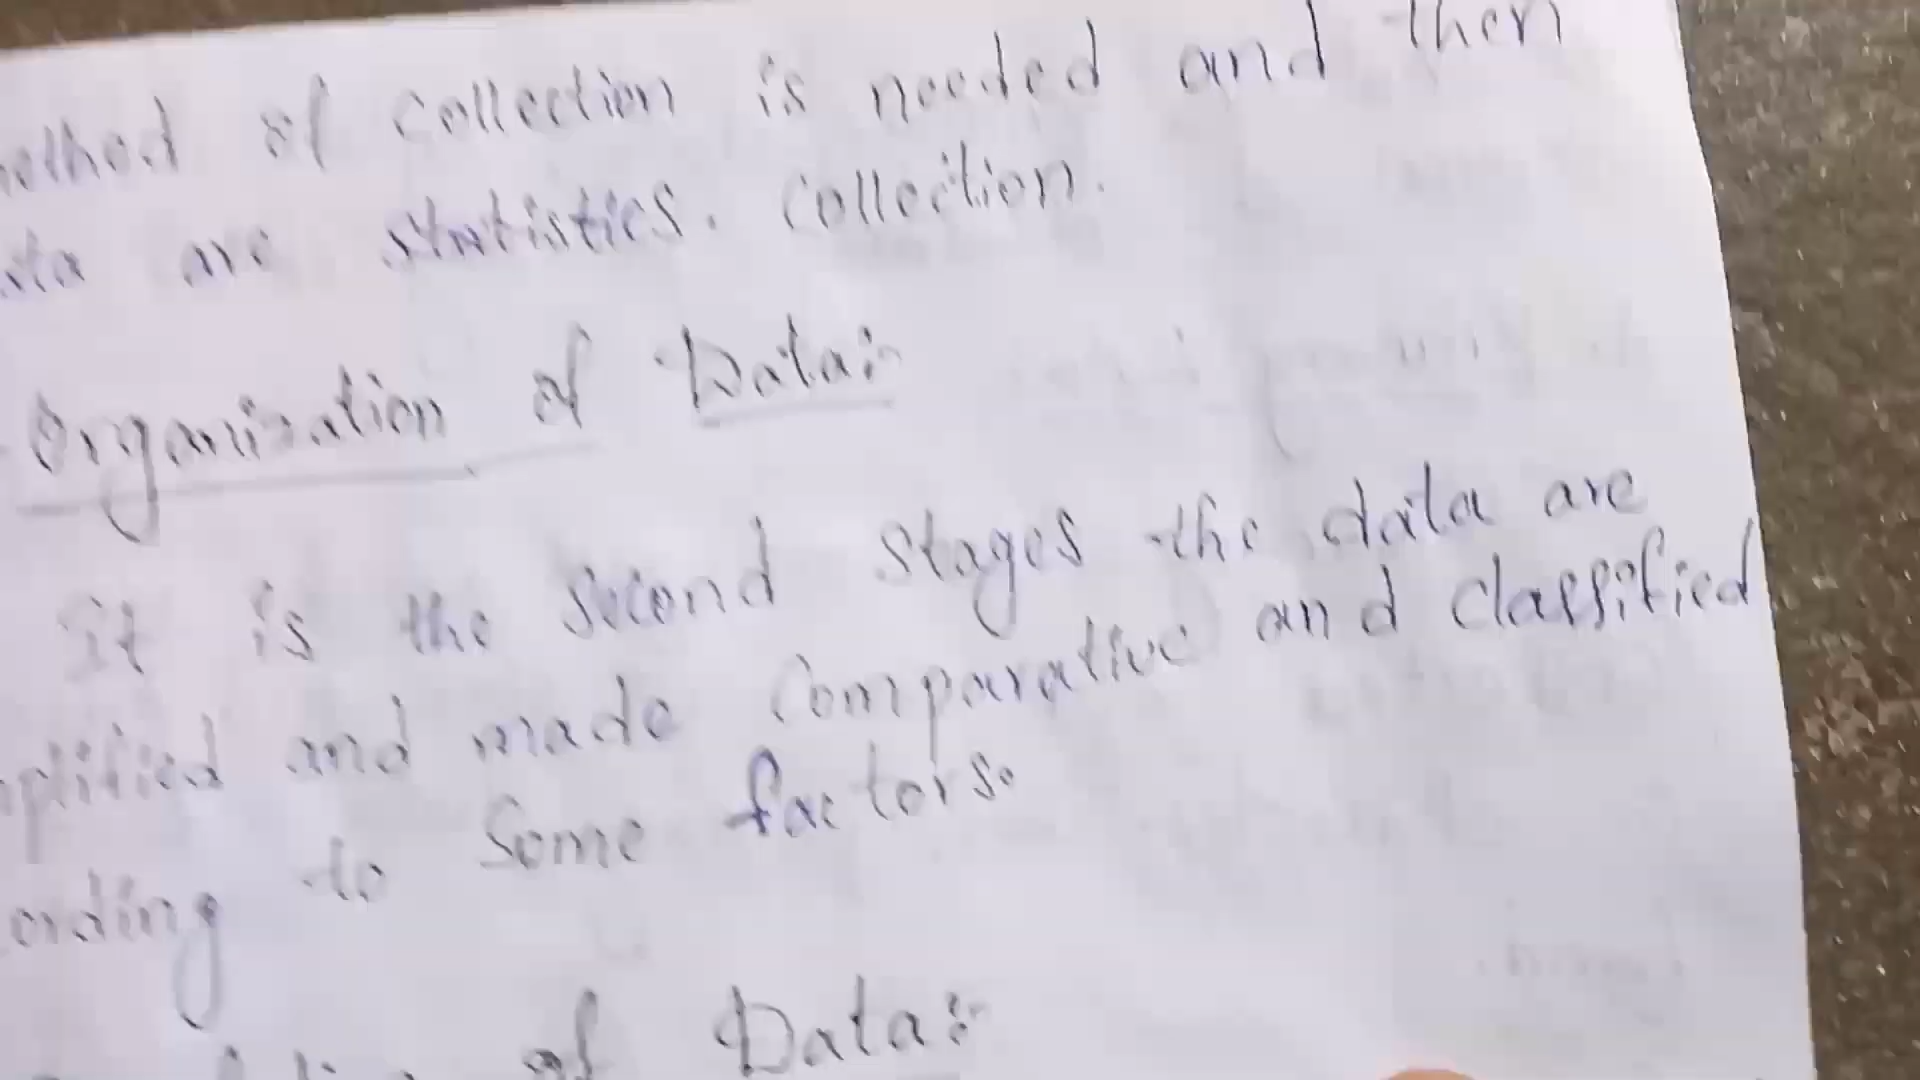 method of collection is needed and then
data are statistics. collection.
Organization of Data:-
it is the second stages the data are
plified and made Comparative and classified
ording to Some factors.
of Data:-